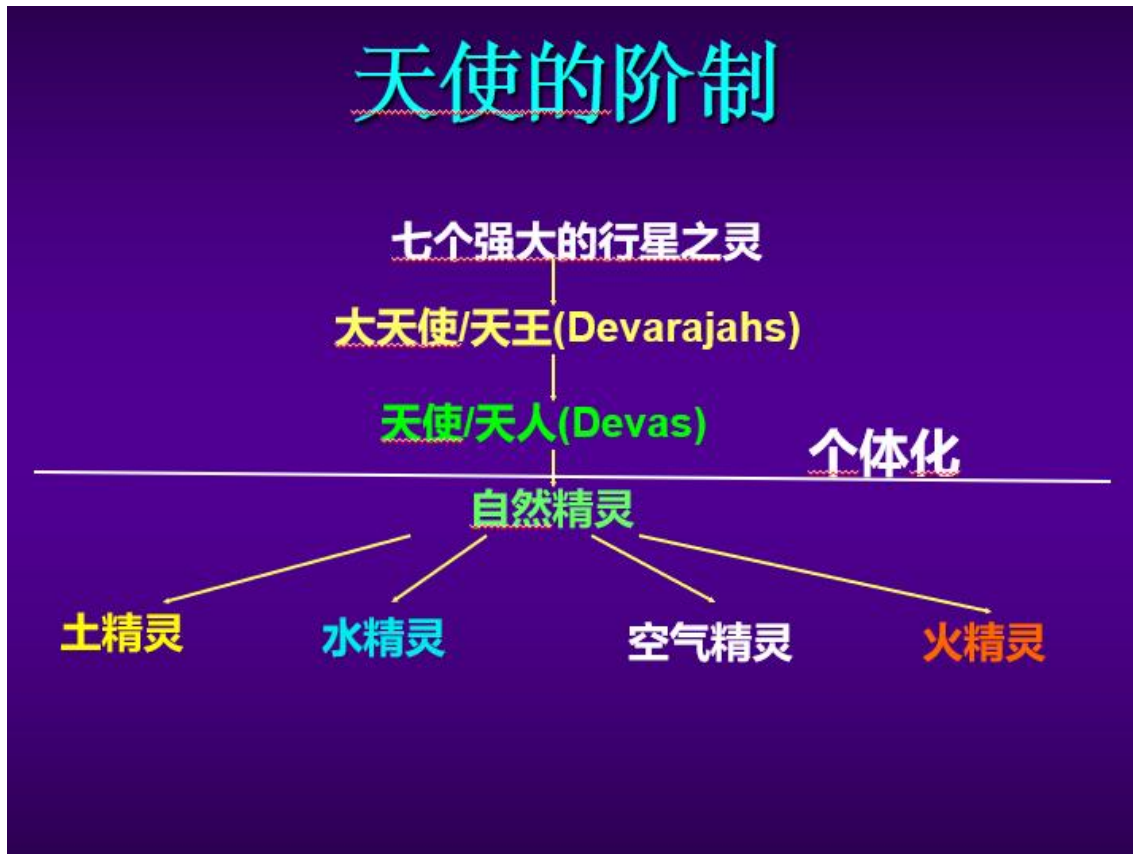 天使的阶制
七个强大的行星之灵
大天使/天王(Devarajahs)
天使/天人(Devas)
个体化
自然精灵
土精灵
水精灵
空气精灵
火精灵